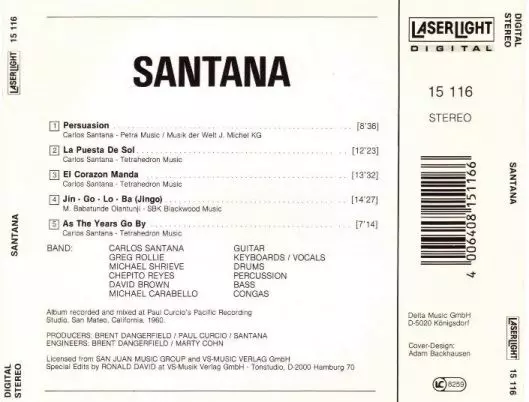 LASERLIGHT 15 116
SANTANA
DIGITAL
STEREO
SANTANA
1 Persuasion [8'36]
Carlos Santana - Petra Music / Musik der Welt J. Michel KG
2 La Puesta De Sol [12'23]
Carlos Santana - Tetrahedron Music
3 El Corazon Manda [13'32]
Carlos Santana - Tetrahedron Music
4 Jin - Go - Lo - Ba (Jingo) [14'27]
M. Babatunde Olantunji - SBK Blackwood Music
5 As The Years Go By [7'14]
Carlos Santana - Tetrahedron Music
BAND: CARLOS SANTANA GUITAR
GREG ROLLIE KEYBOARDS / VOCALS
MICHAEL SHRIEVE DRUMS
CHEPITO REYES PERCUSSION
DAVID BROWN BASS
MICHAEL CARABELLO CONGAS
Album recorded and mixed at Paul Curcio's Pacific Recording
Studio, San Mateo, California, 1960.
PRODUCERS: BRENT DANGERFIELD / PAUL CURCIO / SANTANA
ENGINEERS: BRENT DANGERFIELD / MARTY COHN
Licensed from SAN JUAN MUSIC GROUP and VS-MUSIC VERLAG GmbH
Special Edits by RONALD DAVID at VS-Musik Verlag GmbH - Tonstudio, D-2000 Hamburg 70
LASERLIGHT
DIGITAL
15 116
STEREO
4 006408 151166
Delta Music GmbH
D-5020 Königsdorf
Cover-Design:
Adam Backhausen
LC 8259
DIGITAL
STEREO
SANTANA
LASERLIGHT
15 116